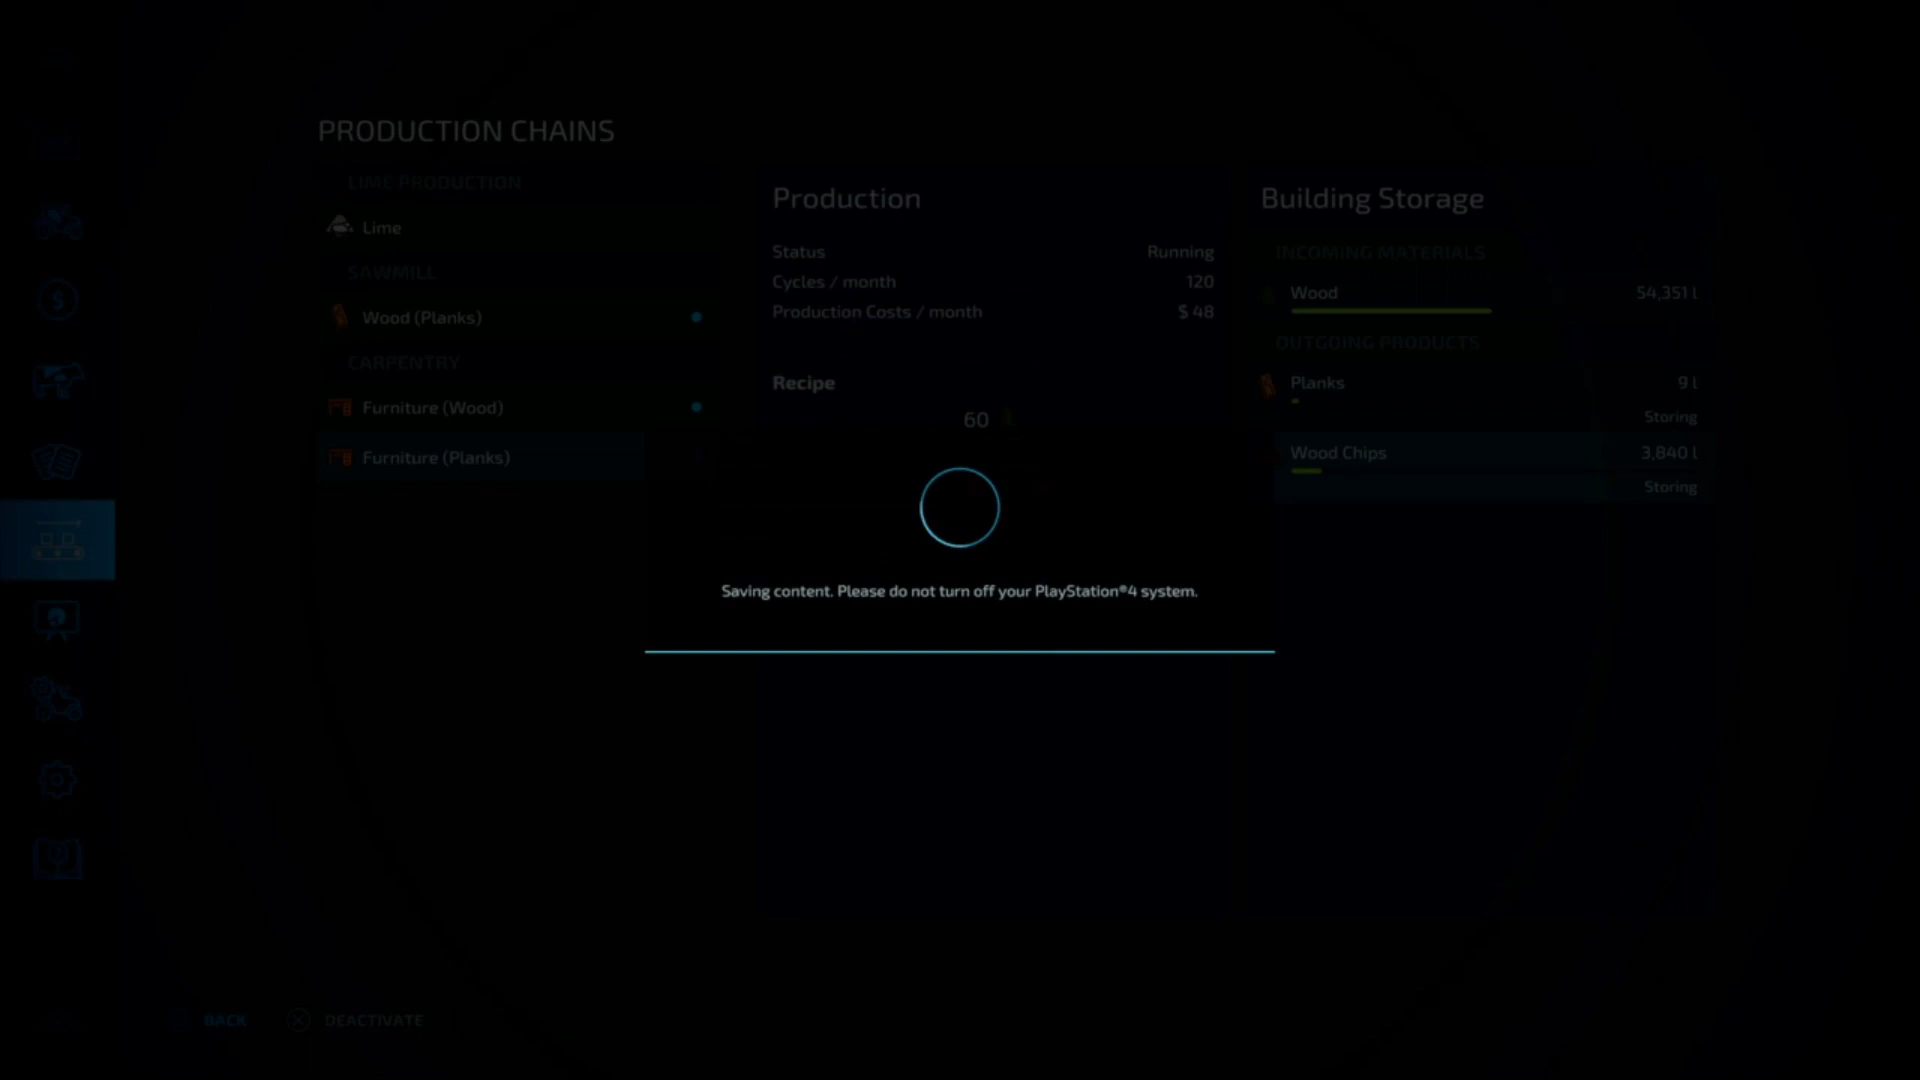 PRODUCTION CHAINS
LIME PRODUCTION
Lime
SAWMILL
Wood (Planks)
CARPENTRY
Furniture (Wood)
Furniture (Planks)
Production
Status Running
Cycles / month 120
Production Costs / month $ 48
Recipe
60
Building Storage
INCOMING MATERIALS
Wood 54,351 l
OUTGOING PRODUCTS
Planks 9 l
Storing
Wood Chips 3,840 l
Storing
Saving content. Please do not turn off your PlayStation®4 system.
BACK DEACTIVATE